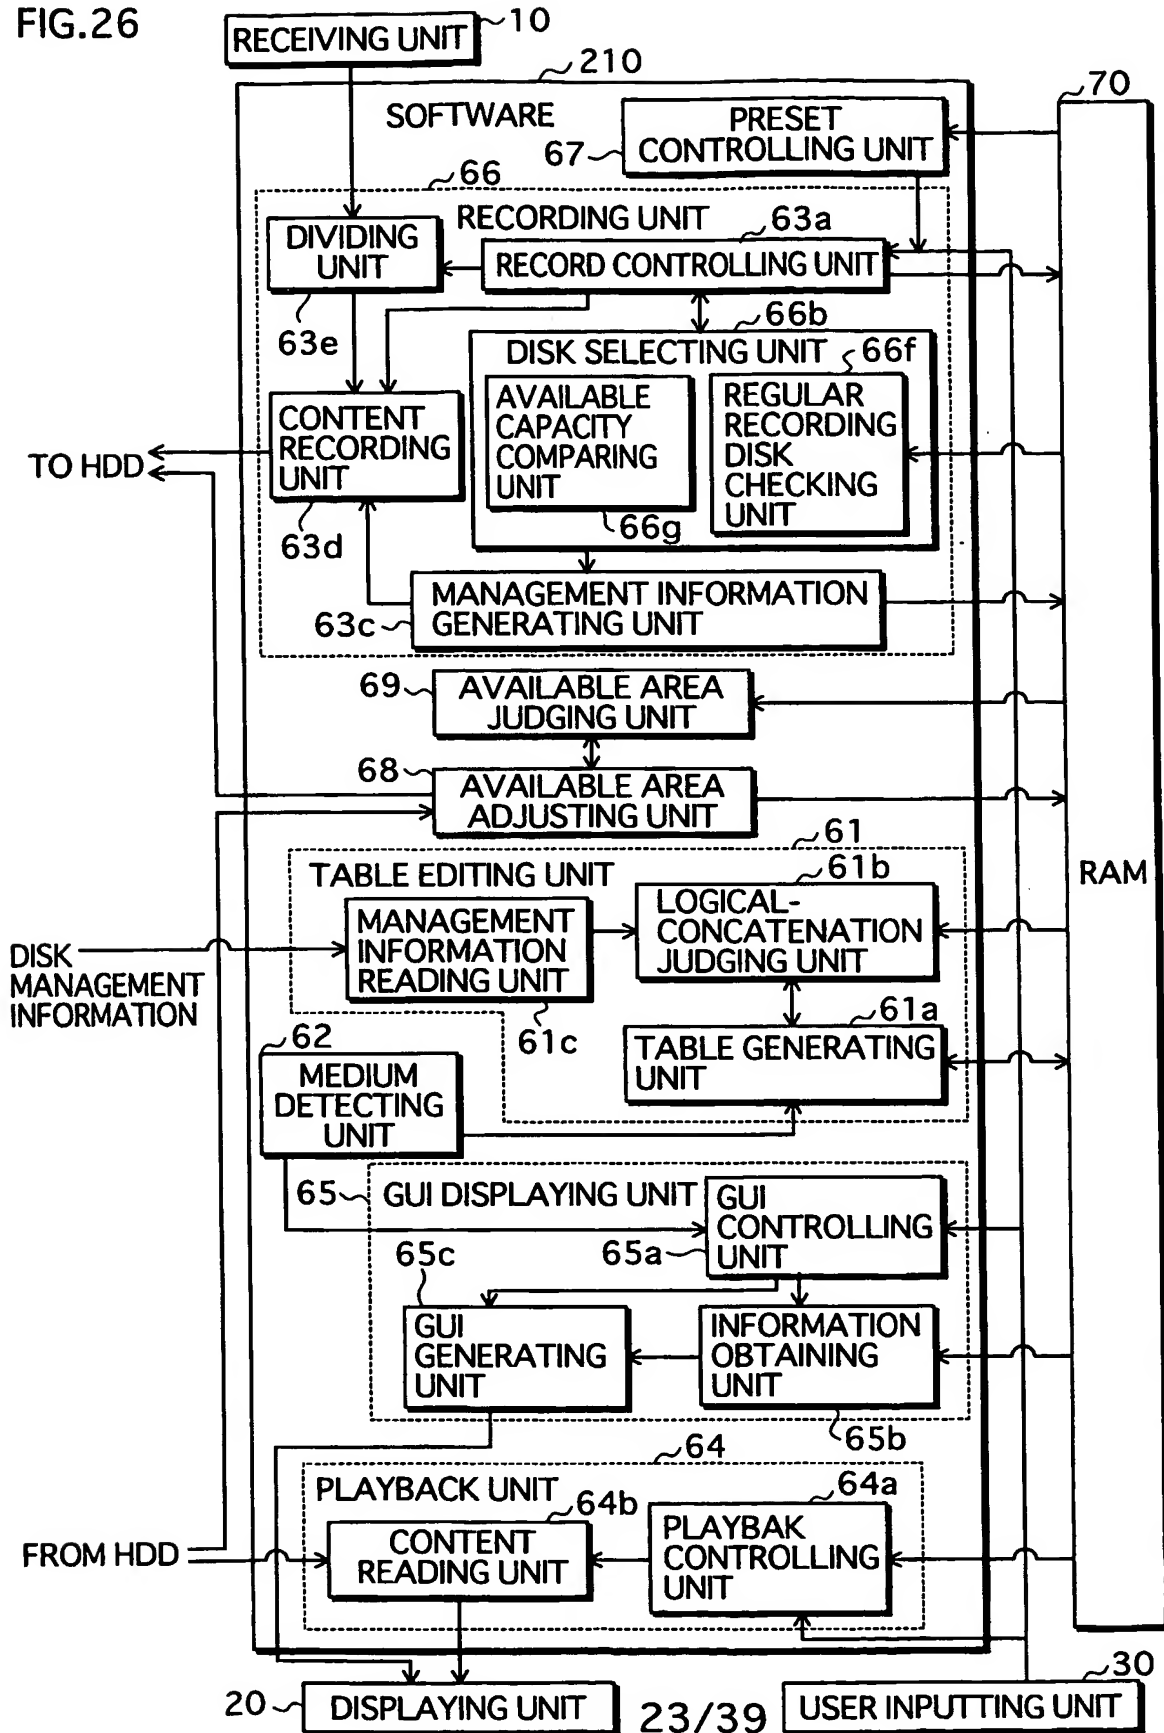 FIG.26
RECEIVING UNIT
10
210
70
SOFTWARE
PRESET
CONTROLLING UNIT
67
66
RECORDING UNIT
63a
DIVIDING
UNIT
RECORD CONTROLLING UNIT
63e
66b
DISK SELECTING UNIT
66f
AVAILABLE
CAPACITY
COMPARING
UNIT
REGULAR
RECORDING
DISK
CHECKING
UNIT
CONTENT
RECORDING
UNIT
TO HDD
66g
63d
MANAGEMENT INFORMATION
GENERATING UNIT
63c
69
AVAILABLE AREA
JUDGING UNIT
68
AVAILABLE AREA
ADJUSTING UNIT
61
RAM
TABLE EDITING UNIT
61b
MANAGEMENT
INFORMATION
READING UNIT
LOGICAL-
CONCATENATION
JUDGING UNIT
DISK
MANAGEMENT
INFORMATION
61c
61a
62
TABLE GENERATING
UNIT
MEDIUM
DETECTING
UNIT
65
GUI DISPLAYING UNIT
GUI
CONTROLLING
UNIT
65a
65c
GUI
GENERATING
UNIT
INFORMATION
OBTAINING
UNIT
65b
64
PLAYBACK UNIT
64a
64b
FROM HDD
CONTENT
READING UNIT
PLAYBAK
CONTROLLING
UNIT
20
DISPLAYING UNIT
23/39
30
USER INPUTTING UNIT